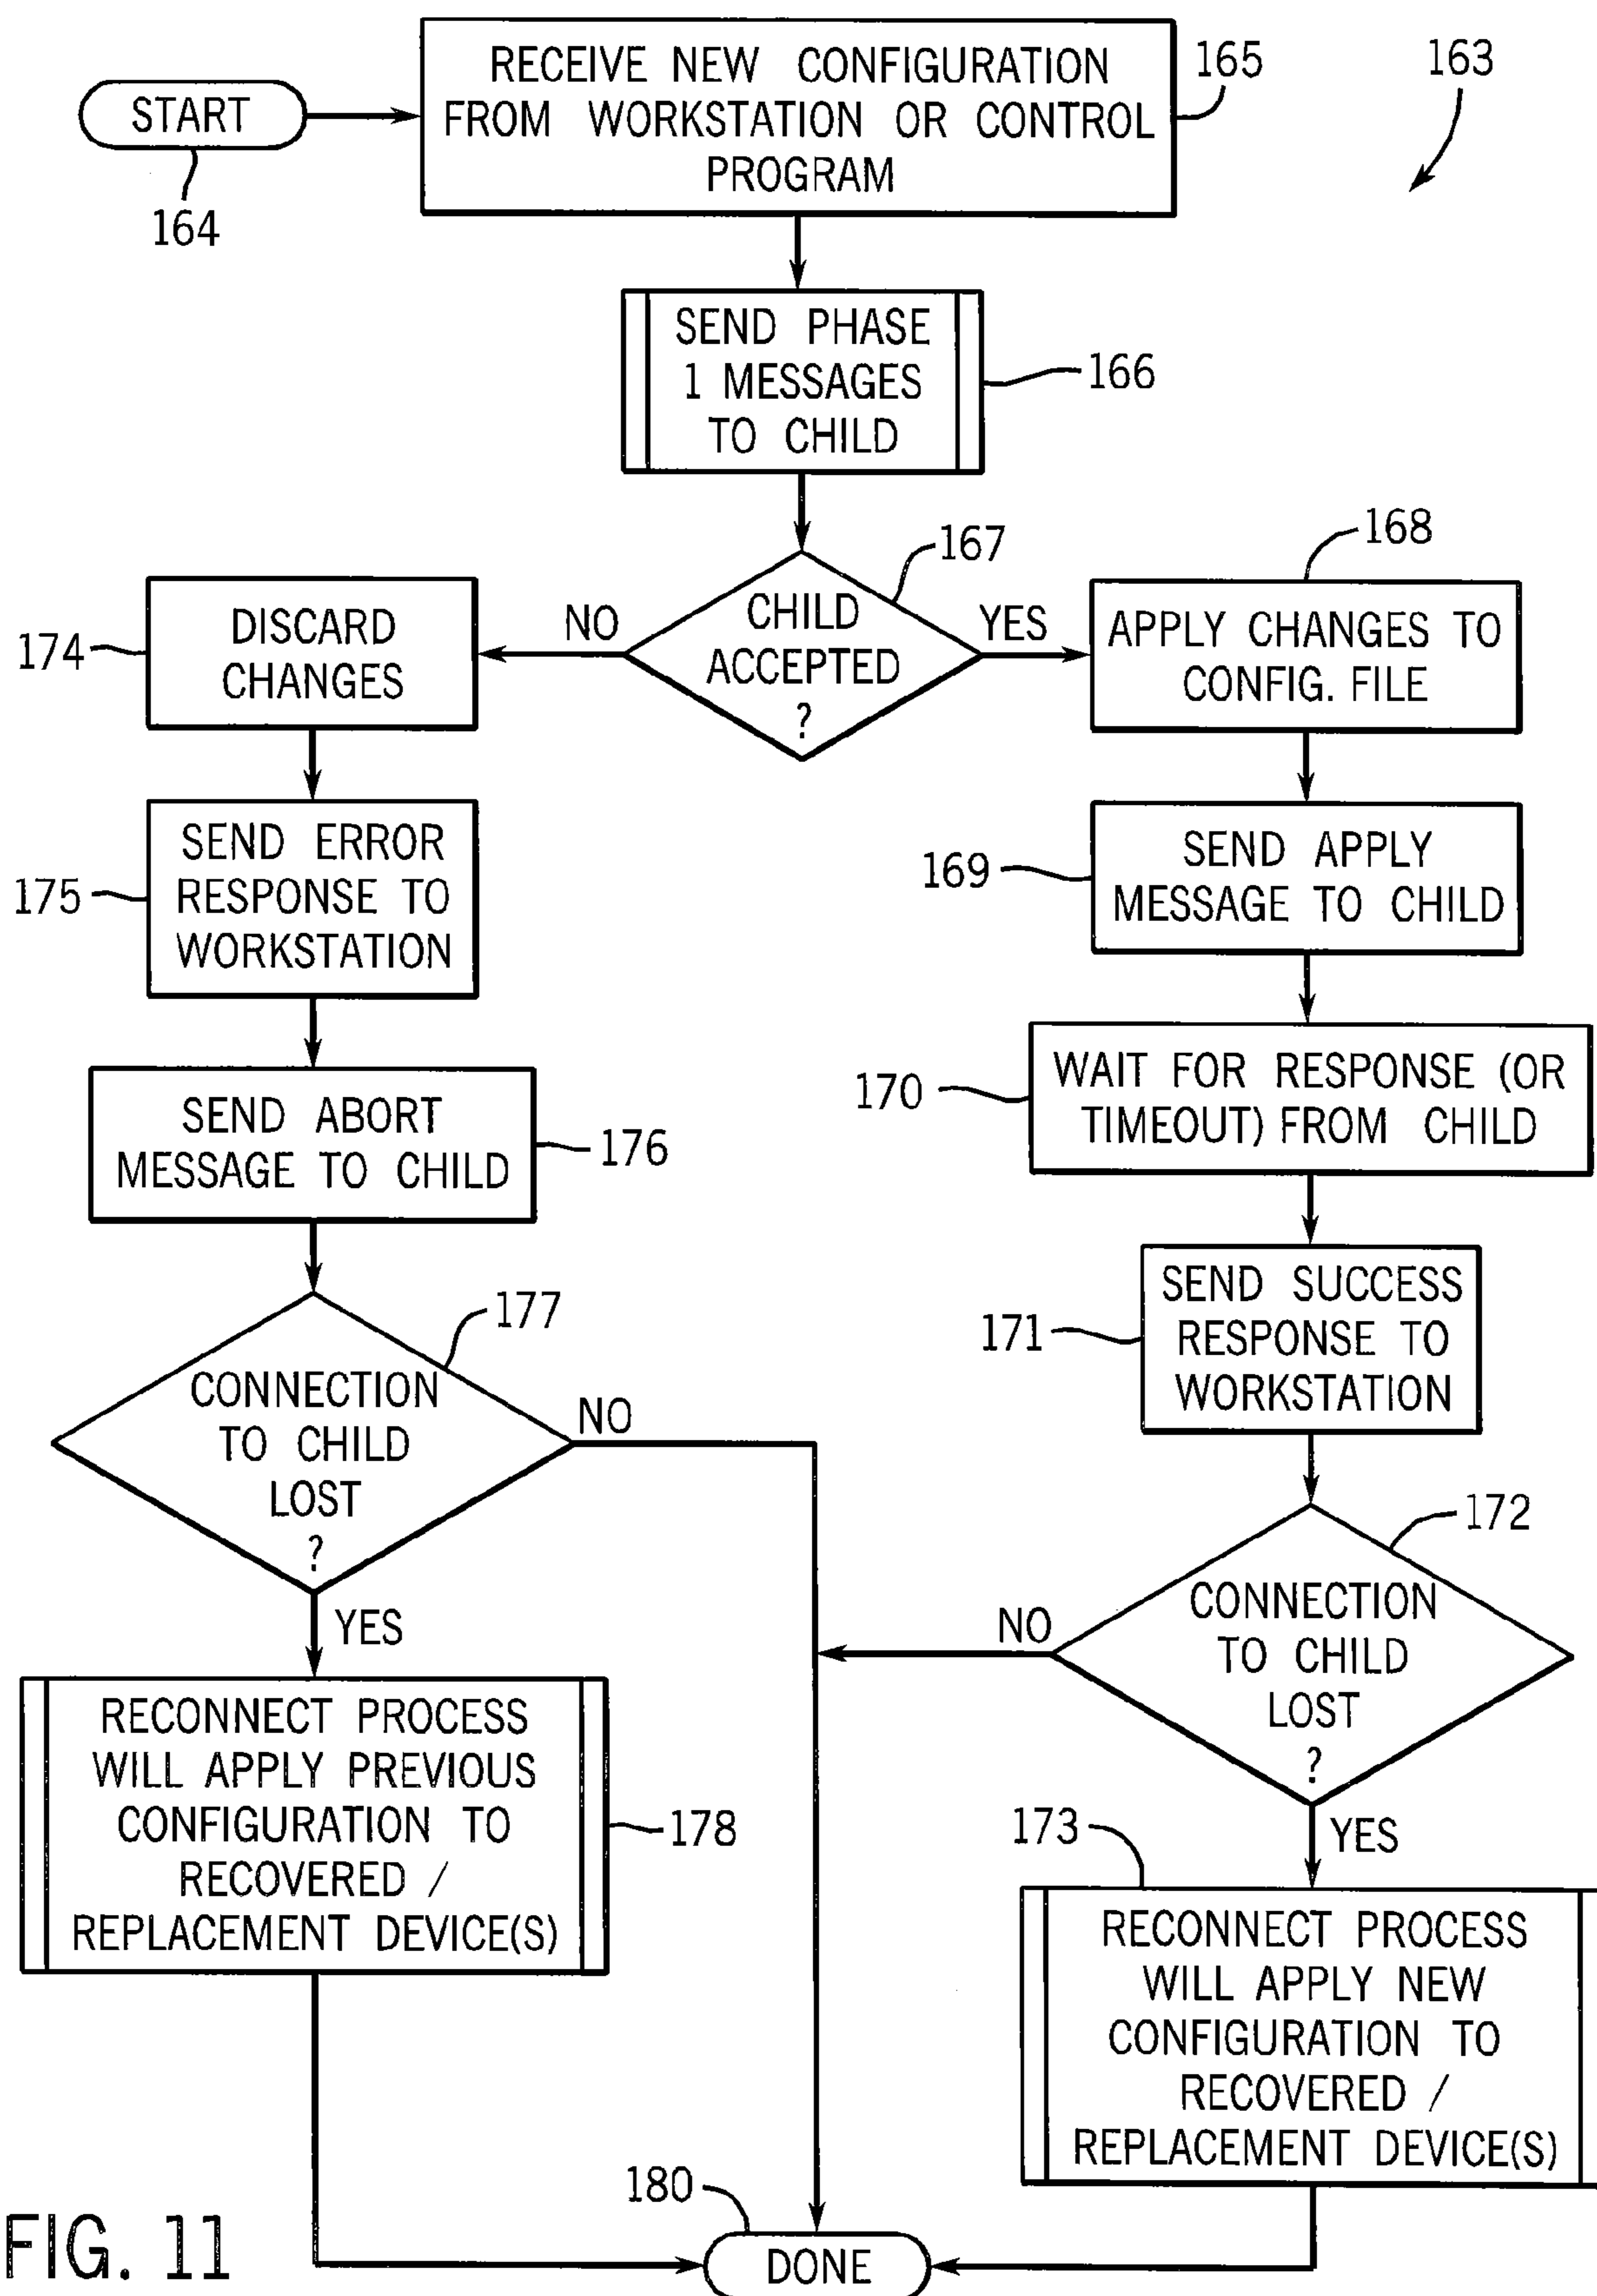 RECEIVE NEW CONFIGURATION
FROM WORKSTATION OR CONTROL
PROGRAM
165
163
START
164
SEND PHASE
1 MESSAGES
TO CHILD
166
167
168
CHILD
ACCEPTED
?
NO
YES
DISCARD
CHANGES
174
APPLY CHANGES TO
CONFIG. FILE
SEND ERROR
RESPONSE TO
WORKSTATION
175
SEND APPLY
MESSAGE TO CHILD
169
SEND ABORT
MESSAGE TO CHILD
176
WAIT FOR RESPONSE (OR
TIMEOUT) FROM CHILD
170
SEND SUCCESS
RESPONSE TO
WORKSTATION
171
177
CONNECTION
TO CHILD
LOST
?
NO
YES
172
CONNECTION
TO CHILD
LOST
?
NO
YES
RECONNECT PROCESS
WILL APPLY PREVIOUS
CONFIGURATION TO
RECOVERED /
REPLACEMENT DEVICE(S)
178
173
RECONNECT PROCESS
WILL APPLY NEW
CONFIGURATION TO
RECOVERED /
REPLACEMENT DEVICE(S)
180
DONE
FIG. 11